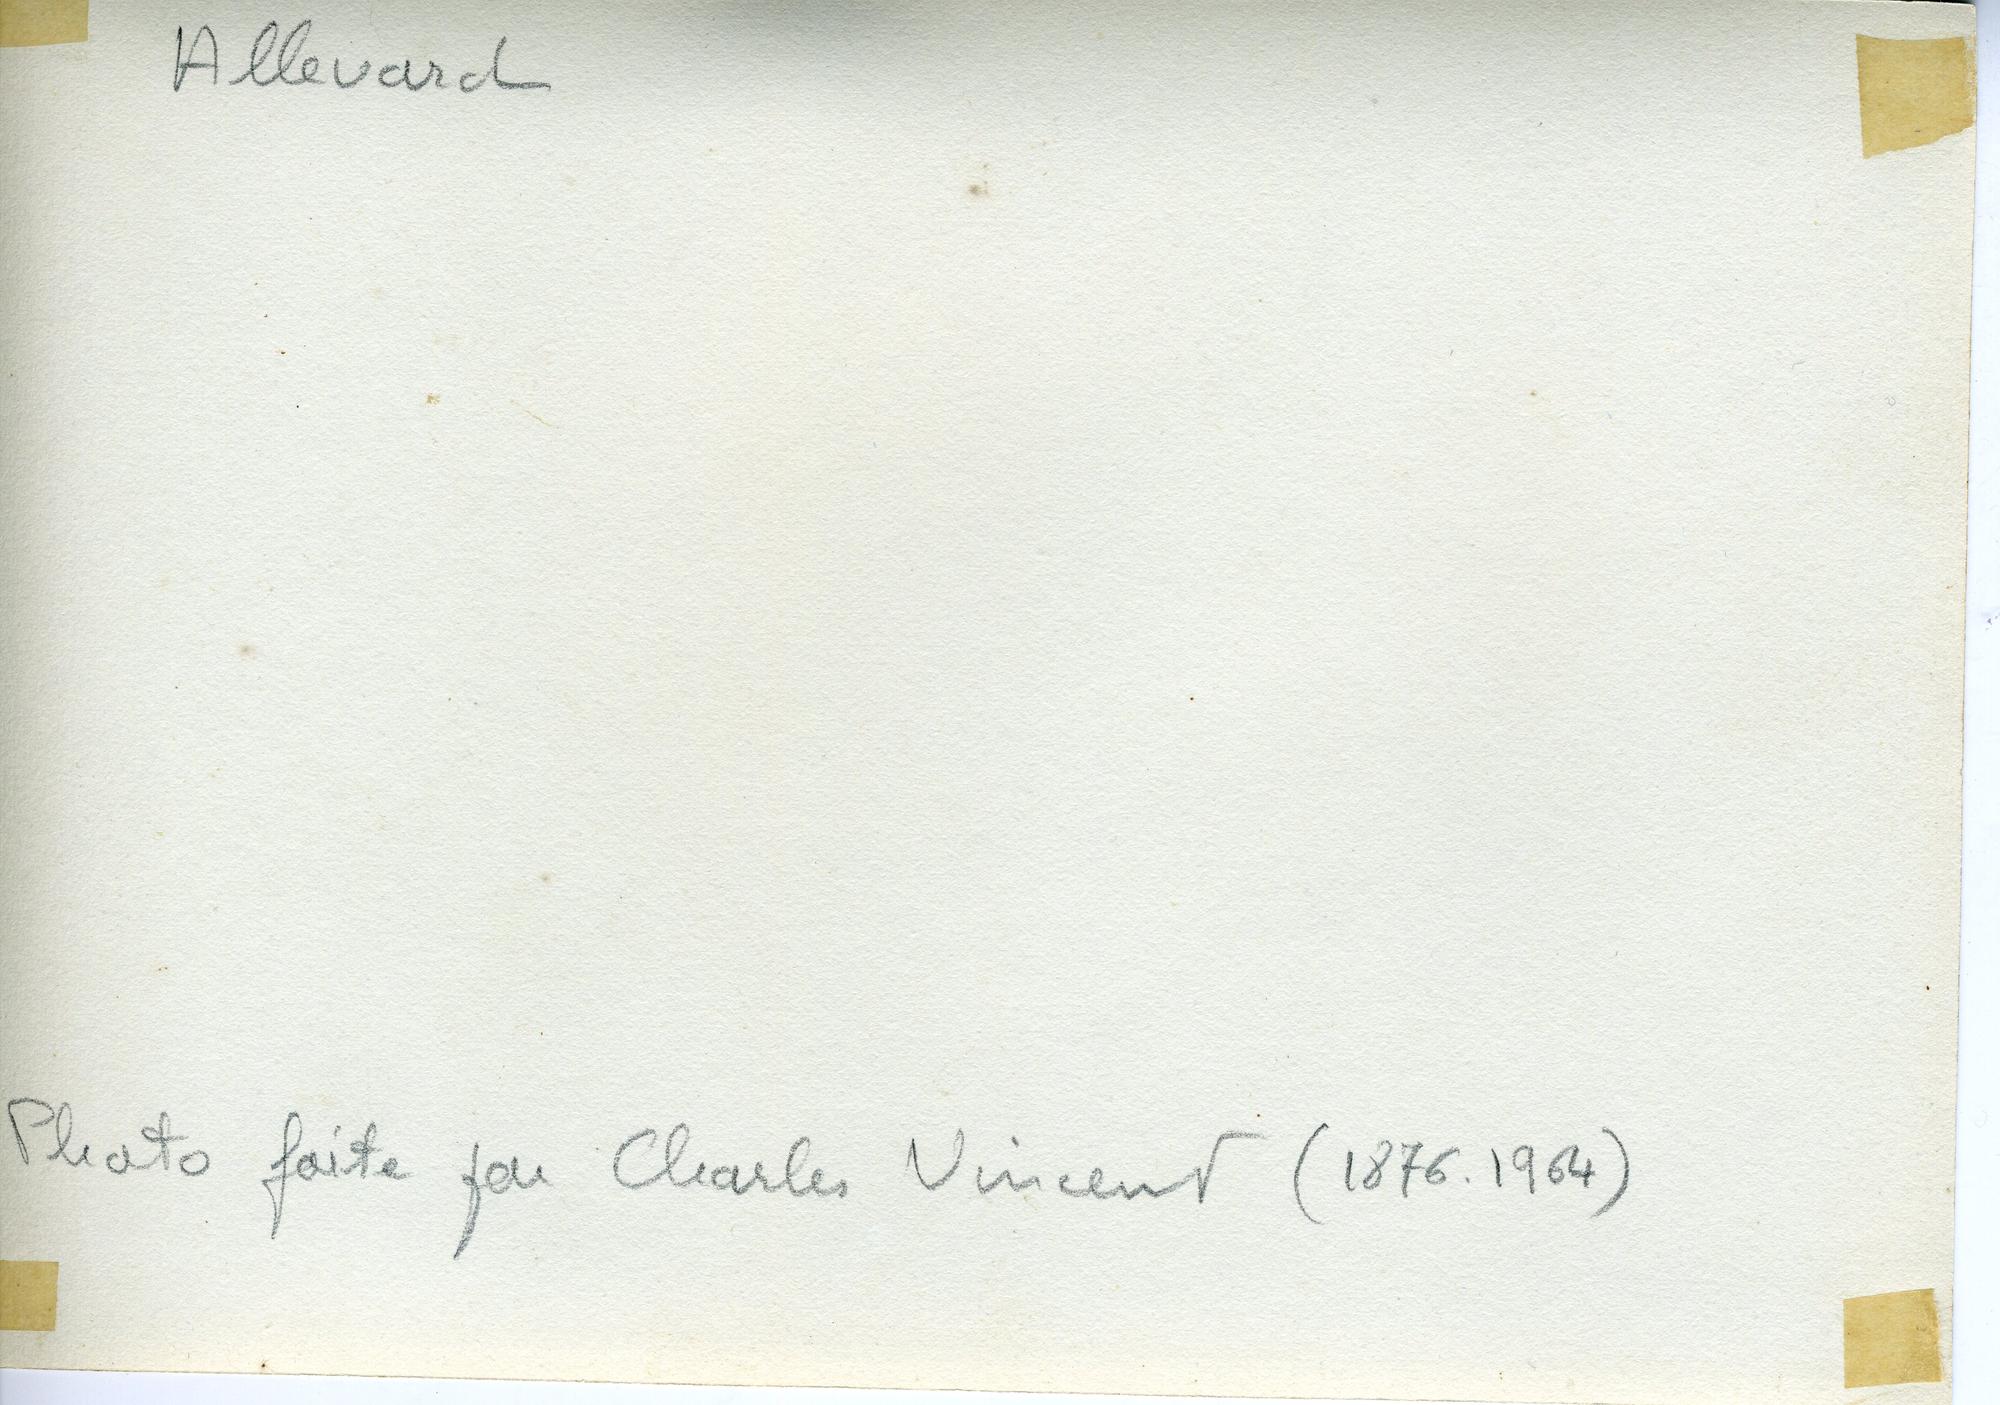 Allevard
Photo faite par Charles Vincent (1876.1964)